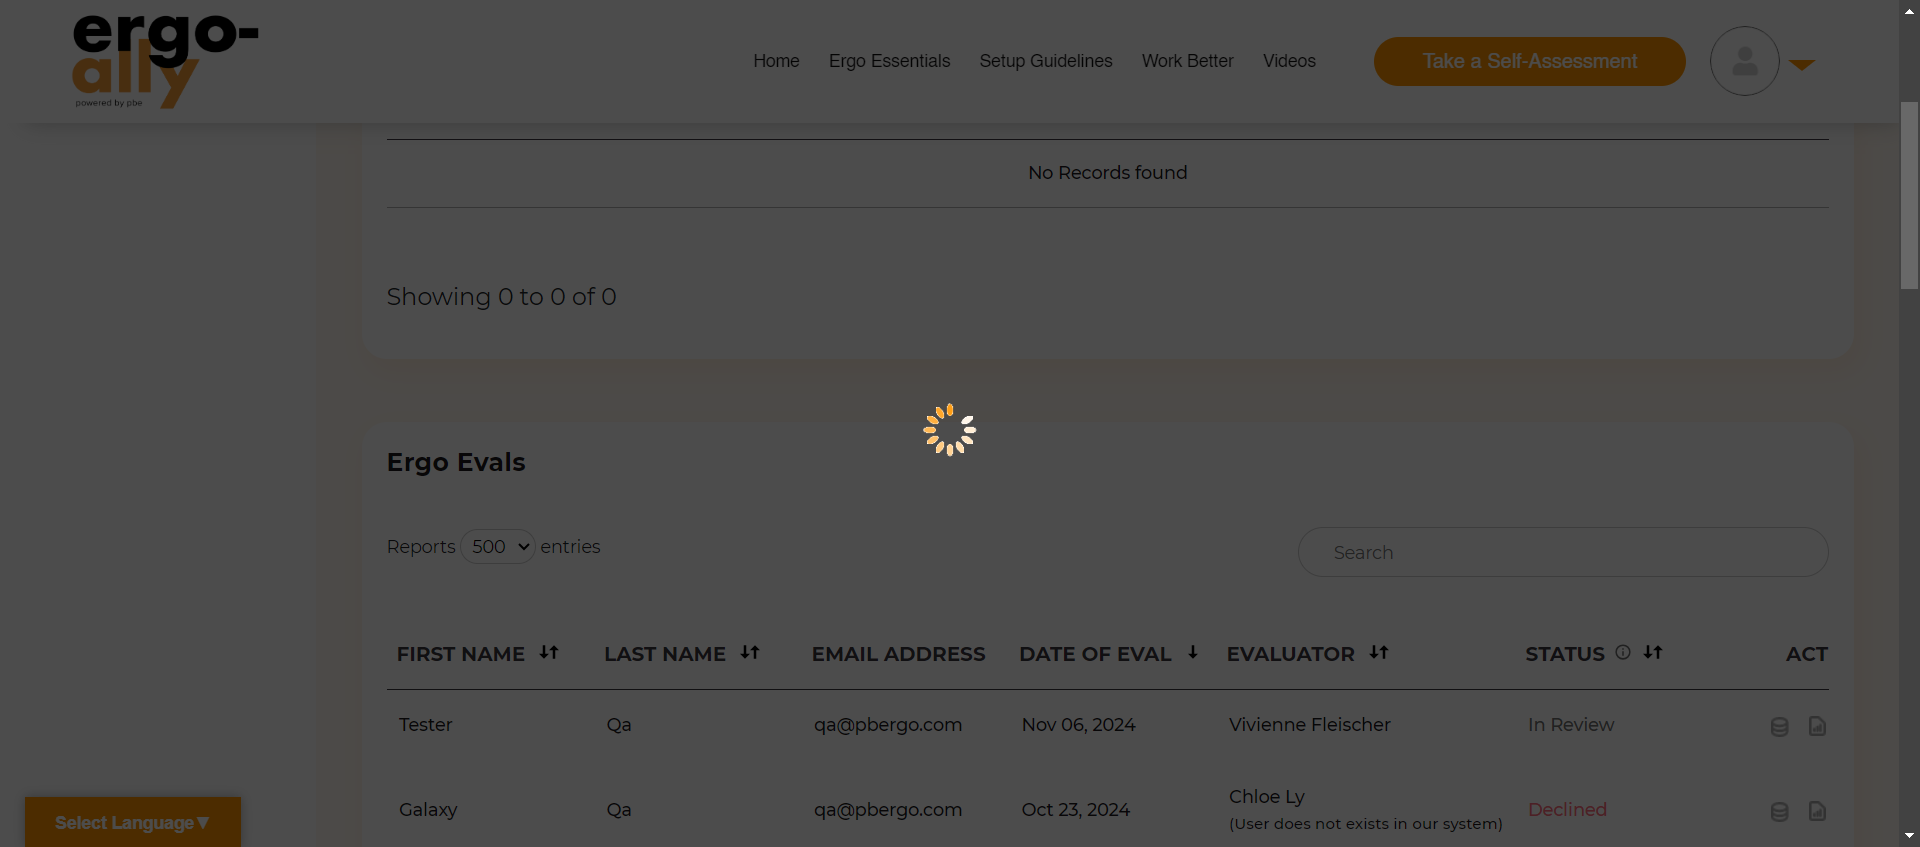 ergo-
ally
powered by pbe
Home Ergo Essentials Setup Guidelines Work Better Videos Take a Self-Assessment
No Records found
Showing 0 to 0 of 0
Ergo Evals
Reports 500 entries Search
FIRST NAME LAST NAME EMAIL ADDRESS DATE OF EVAL EVALUATOR STATUS ACT
Tester Qa qa@pbergo.com Nov 06, 2024 Vivienne Fleischer In Review
Galaxy Qa qa@pbergo.com Oct 23, 2024 Chloe Ly Declined
(User does not exists in our system)
Select Language▼